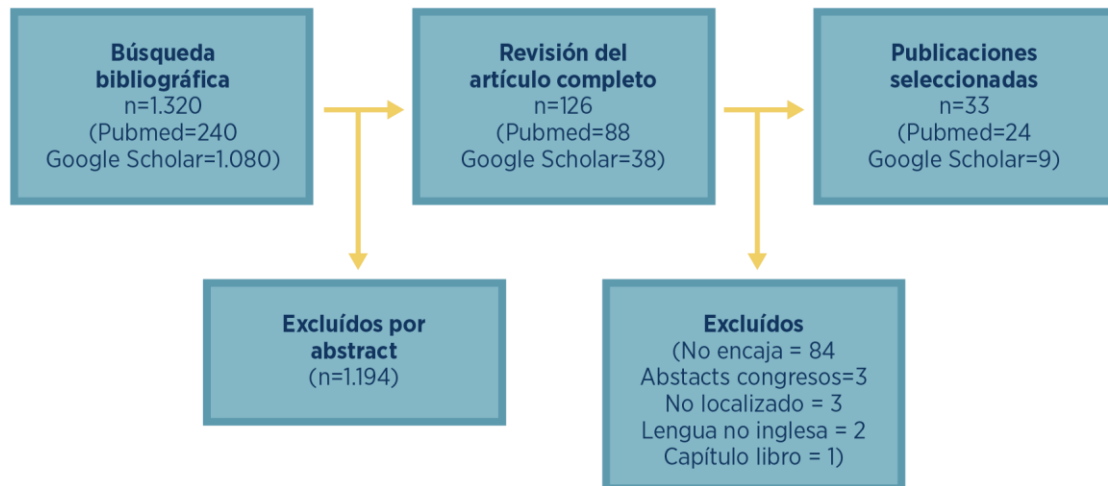 Búsqueda
bibliográfica
n=1.320
(Pubmed=240
Google Scholar=1.080)
Revisión del
artículo completo
n=126
(Pubmed=88
Google Scholar=38)
Publicaciones
seleccionadas
n=33
(Pubmed=24
Google Scholar=9)
Excluídos por
abstract
(n=1.194)
Excluídos
(No encaja = 84
Abstacts congresos=3
No localizado = 3
Lengua no inglesa = 2
Capítulo libro = 1)